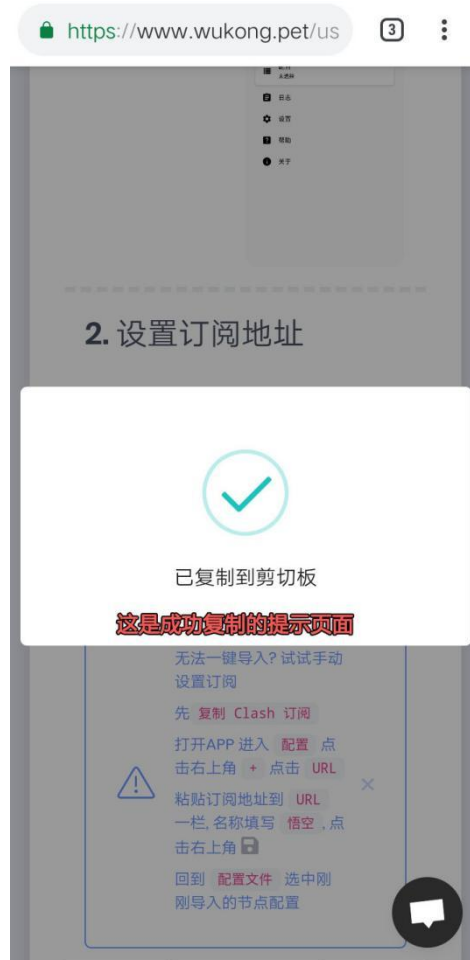 https://www.wukong.pet/us
3
日志
设置
帮助
关于
2. 设置订阅地址
已复制到剪切板
这是成功复制的提示页面
无法一键导入? 试试手动
设置订阅
先 复制 Clash 订阅
打开APP 进入 配置 点
击右上角 + 点击 URL
粘贴订阅地址到 URL
一栏, 名称填写 悟空 , 点
击右上角
回到 配置文件 选中刚
刚导入的节点配置